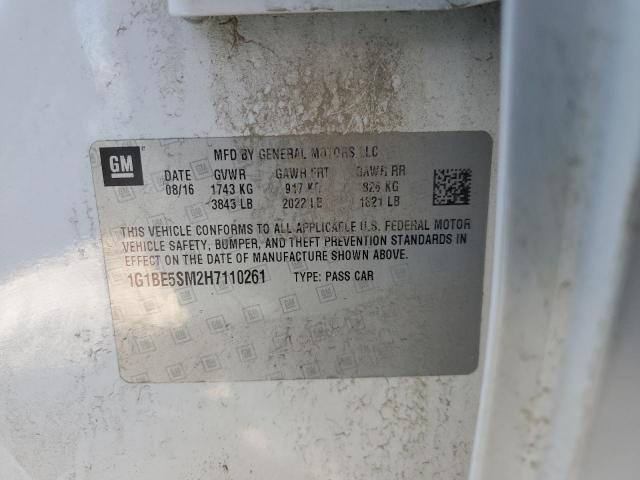 GM
MFD BY GENERAL MOTORS LLC
DATE GVWR GAWR FRT GAWR RR
08/16 1743 KG 917 KG 826 KG
3843 LB 2022 LB 1821 LB
THIS VEHICLE CONFORMS TO ALL APPLICABLE U.S. FEDERAL MOTOR
VEHICLE SAFETY, BUMPER, AND THEFT PREVENTION STANDARDS IN
EFFECT ON THE DATE OF MANUFACTURE SHOWN ABOVE.
1G1BE5SM2H7110261 TYPE: PASS CAR